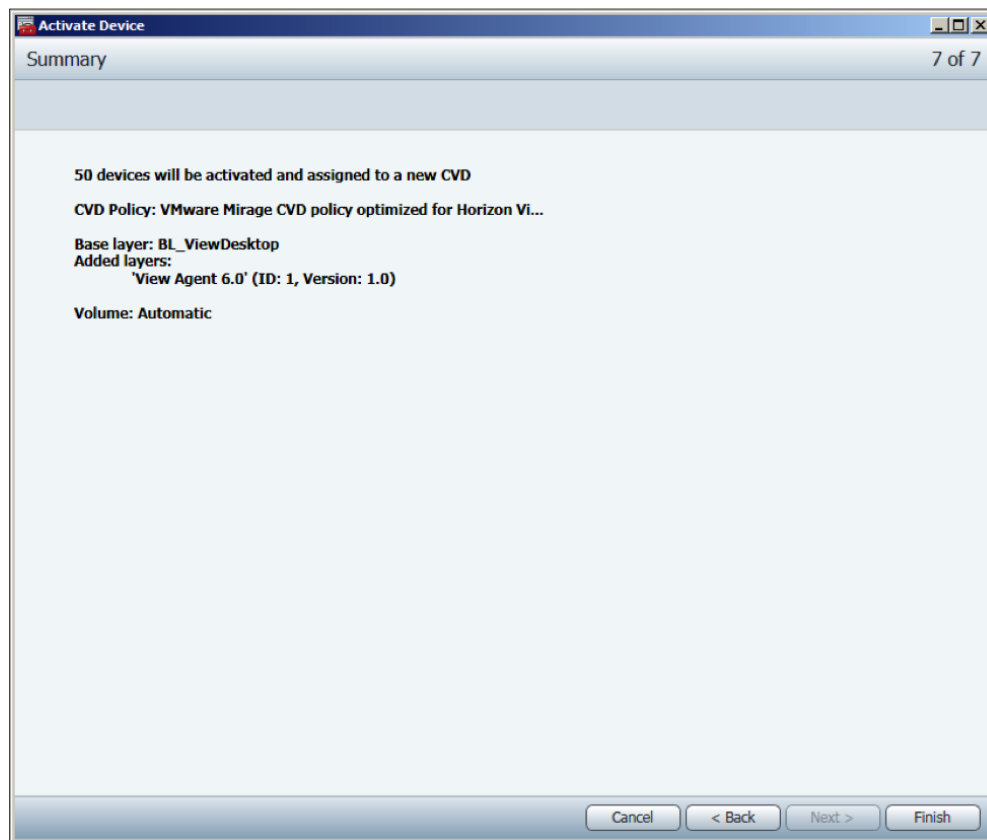 Activate Device
Summary 7 of 7
50 devices will be activated and assigned to a new CVD
CVD Policy: VMware Mirage CVD policy optimized for Horizon Vi...
Base layer: BL_ViewDesktop
Added layers:
'View Agent 6.0' (ID: 1, Version: 1.0)
Volume: Automatic
Cancel < Back Next > Finish